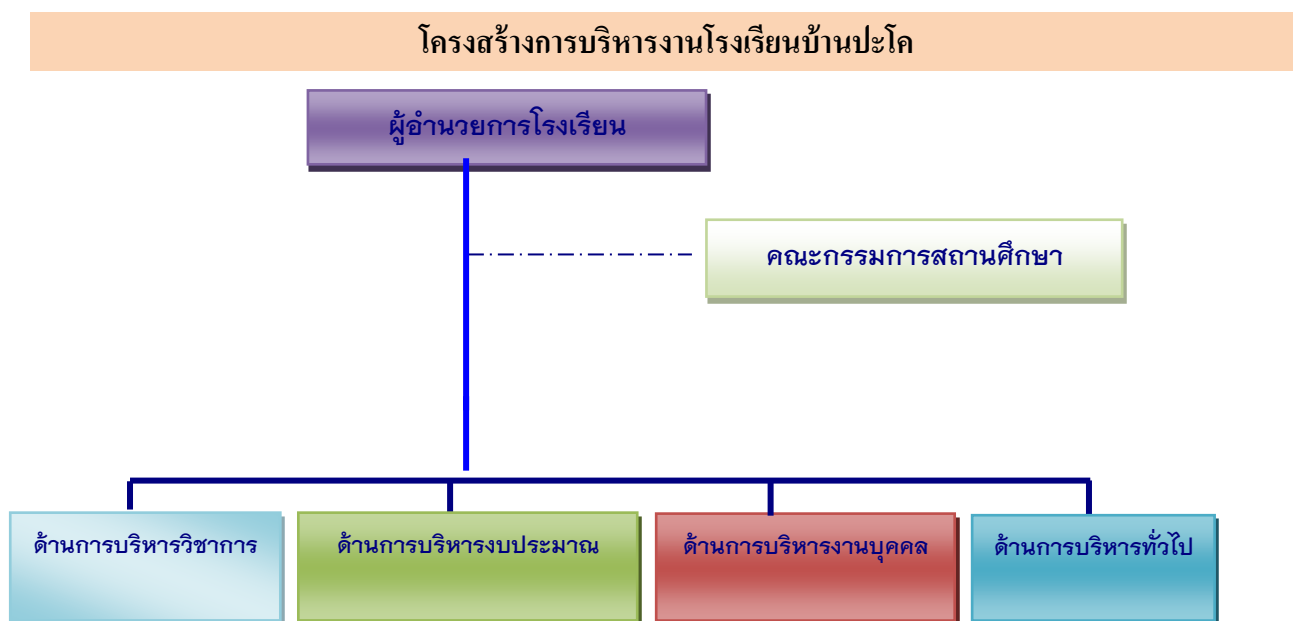 โครงสร้างการบริหารงานโรงเรียนบ้านปะโค
ผู้อำนวยการโรงเรียน
คณะกรรมการสถานศึกษา
ด้านการบริหารวิชาการ
ด้านการบริหารงบประมาณ
ด้านการบริหารงานบุคคล
ด้านการบริหารทั่วไป